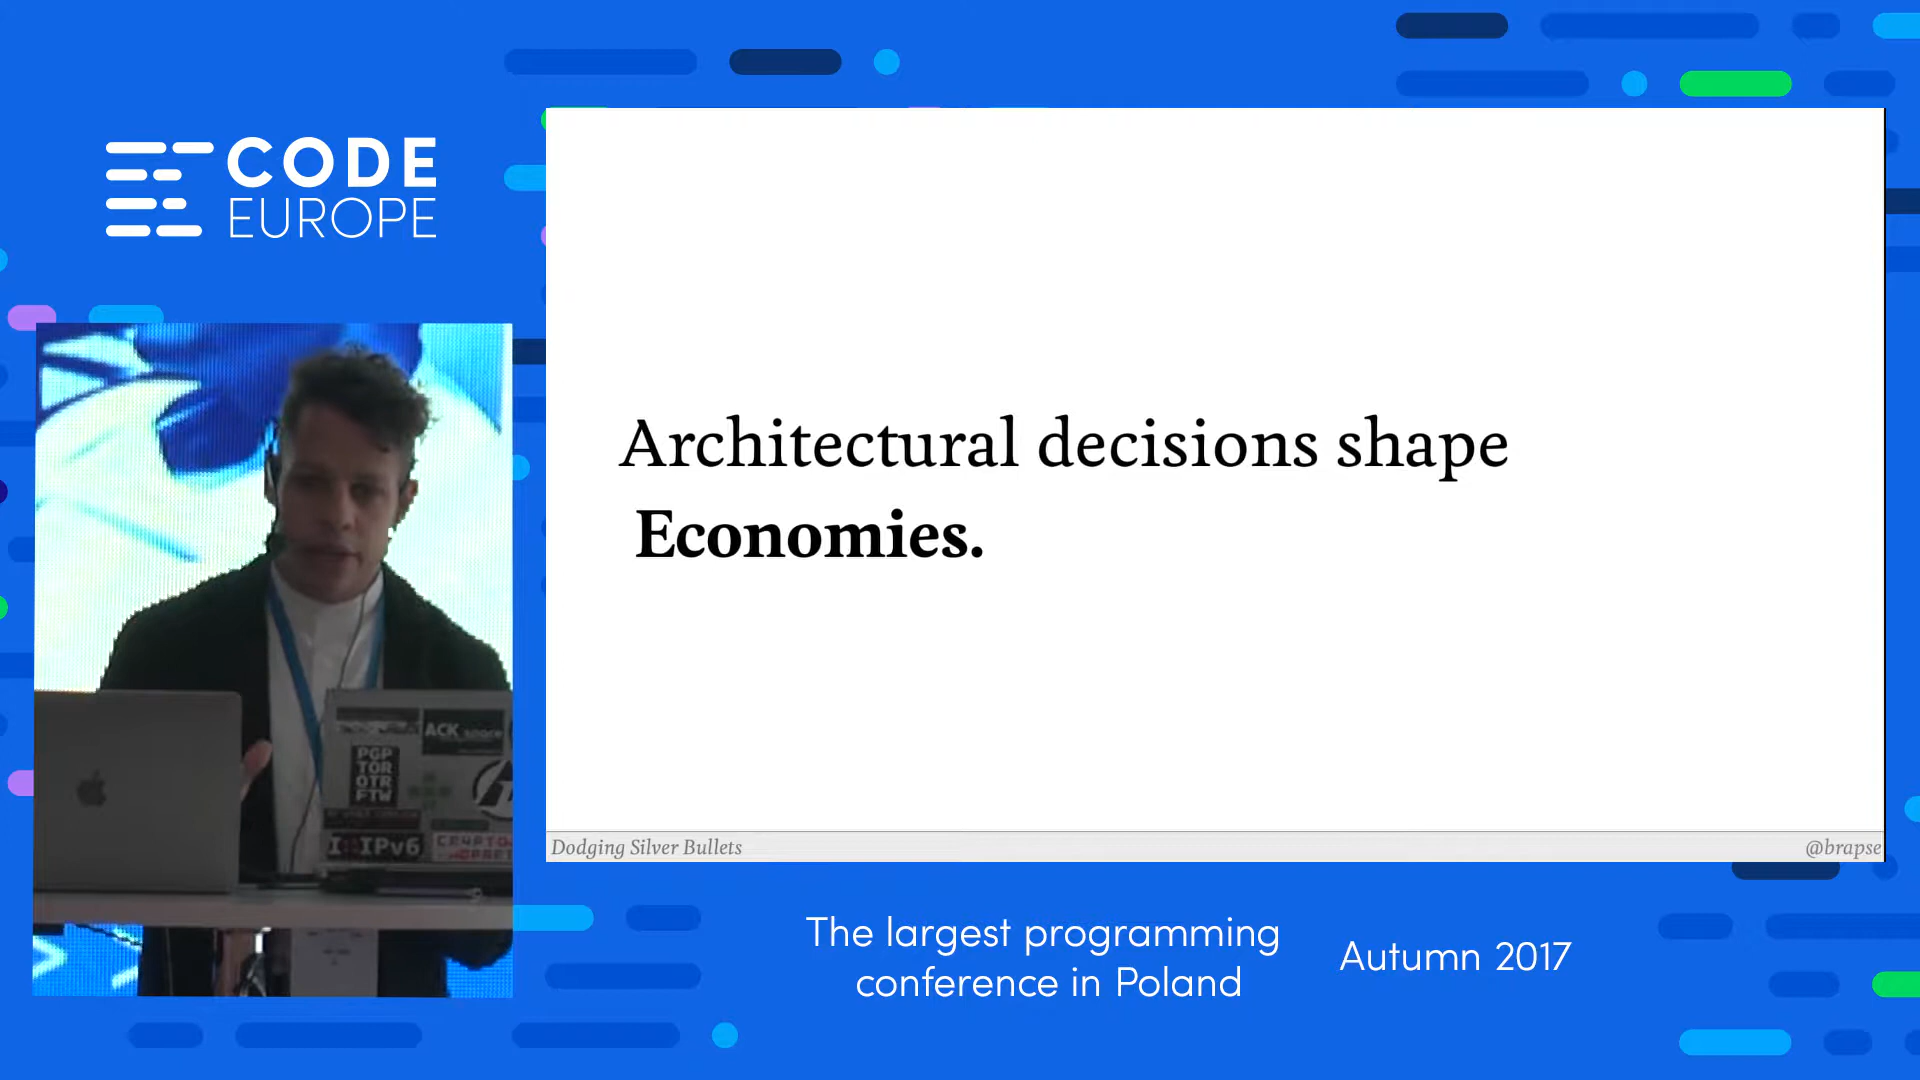 CODE
EUROPE
Architectural decisions shape
Economies.
ACK space
PGP
TOR
OTR
FTW
IPv6
Dodging Silver Bullets
@brapse
The largest programming
conference in Poland
Autumn 2017